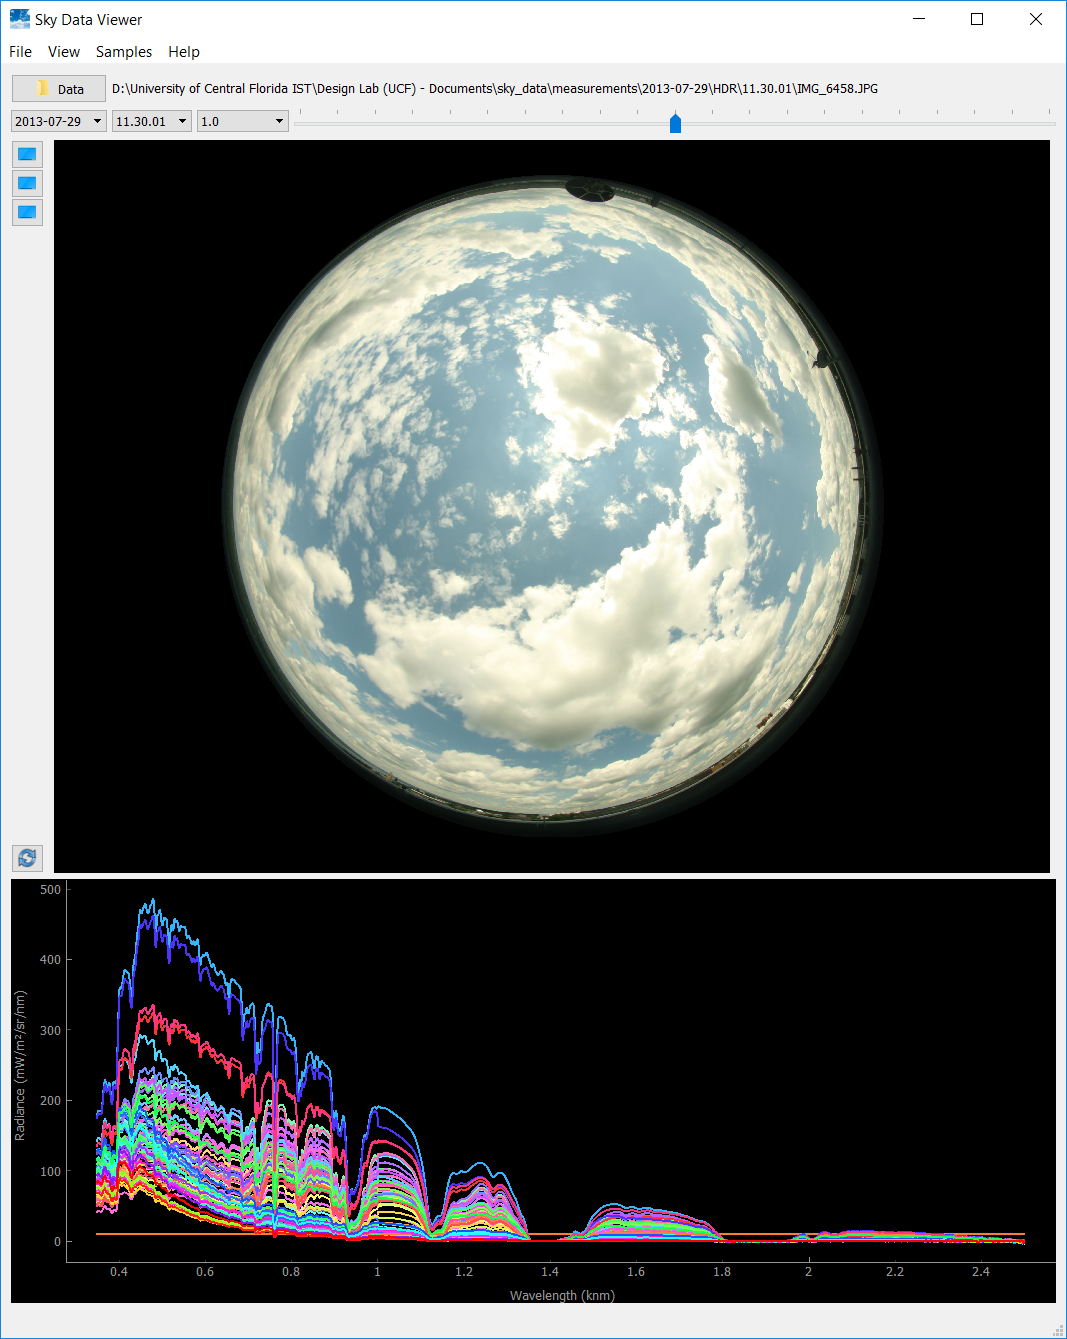 Sky Data Viewer
File View Samples Help
Data D:\University of Central Florida IST\Design Lab (UCF) - Documents\sky_data\measurements\2013-07-29\HDR\11.30.01\IMG_6458.JPG
2013-07-29 11.30.01 1.0
500
400
300
200
100
0
Radiance (mW/m²/sr/nm)
0.4 0.6 0.8 1 1.2 1.4 1.6 1.8 2 2.2 2.4
Wavelength (knm)